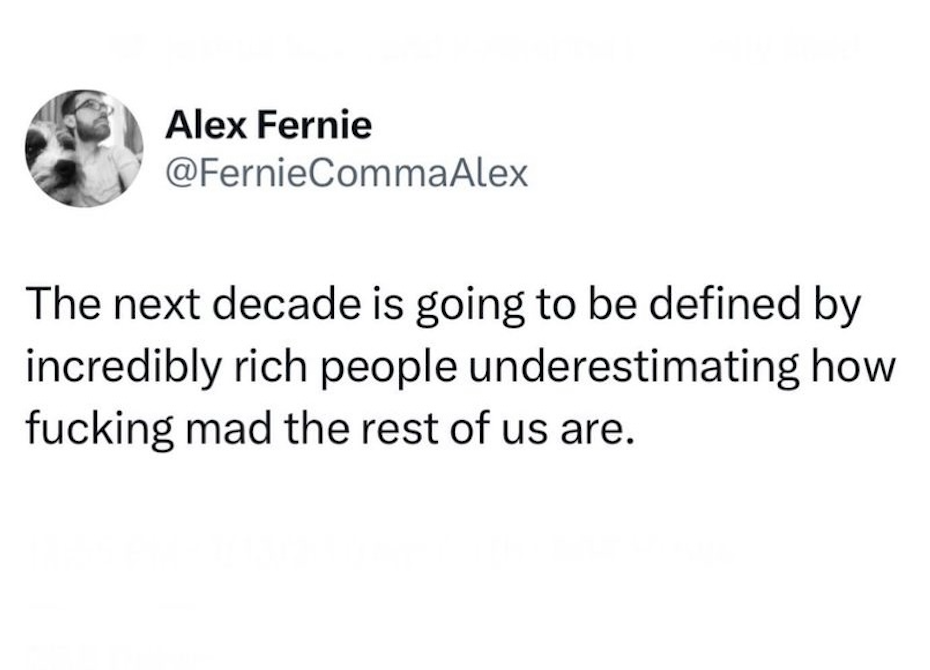 Alex Fernie
@FernieCommaAlex
The next decade is going to be defined by
incredibly rich people underestimating how
fucking mad the rest of us are.